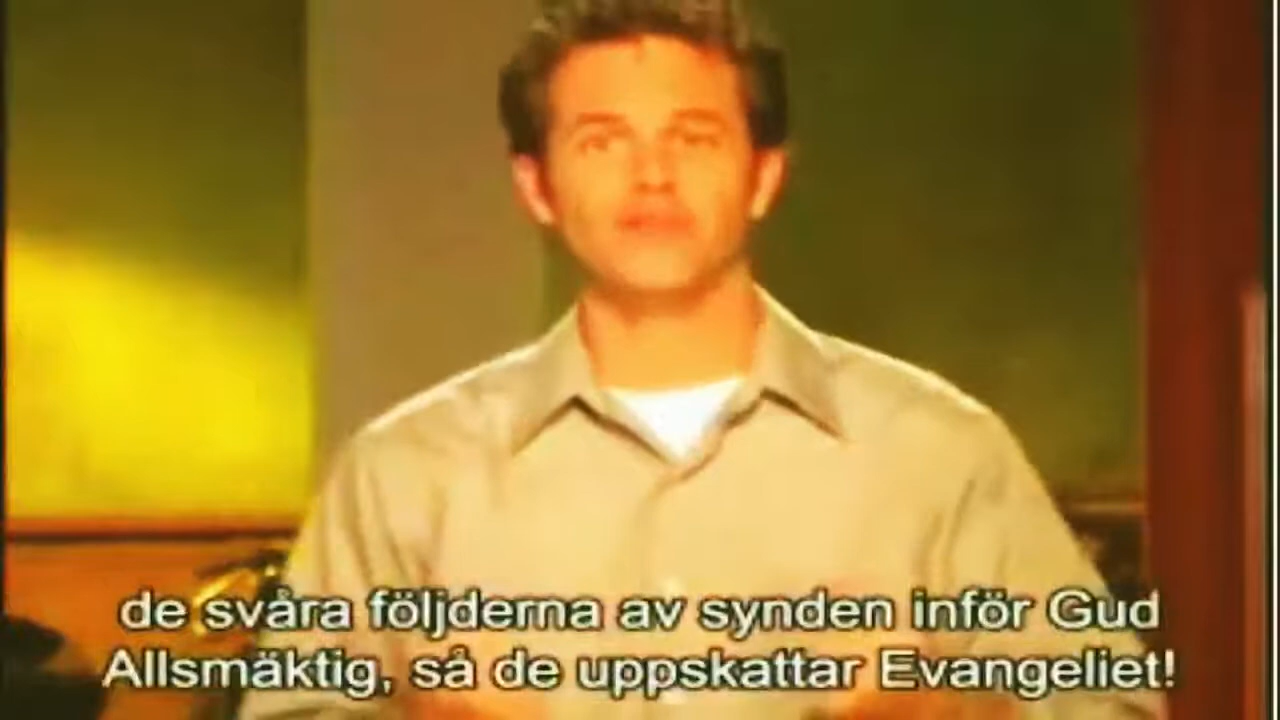 de svåra följderna av synden inför Gud
Allsmäktig, så de uppskattar Evangeliet!